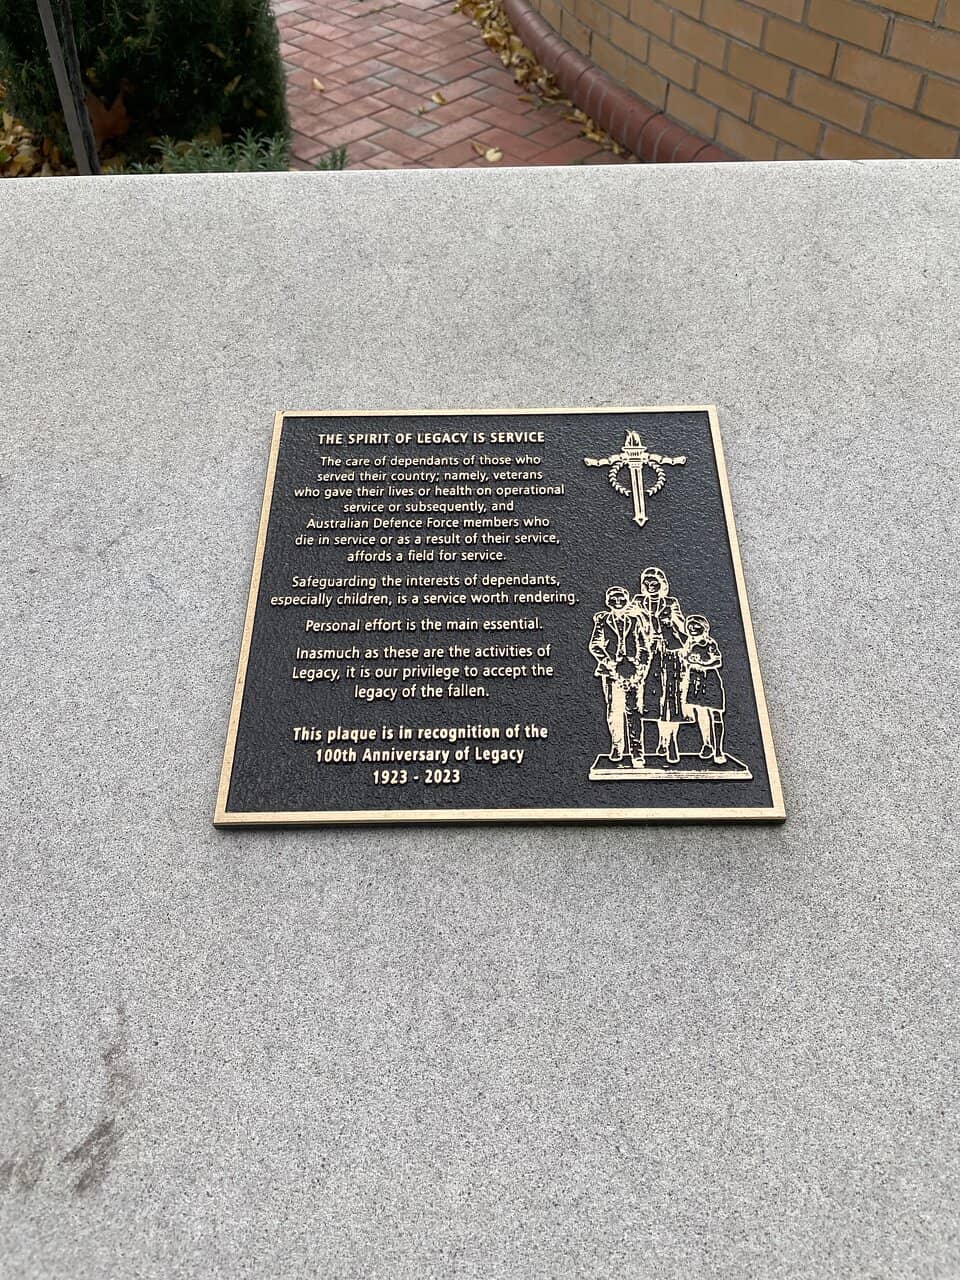 THE SPIRIT OF LEGACY IS SERVICE
The care of dependants of those who
served their country; namely, veterans
who gave their lives or health on operational
service or subsequently, and
Australian Defence Force members who
die in service or as a result of their service,
affords a field for service.
Safeguarding the interests of dependants,
especially children, is a service worth rendering.
Personal effort is the main essential.
Inasmuch as these are the activities of
Legacy, it is our privilege to accept the
legacy of the fallen.
This plaque is in recognition of the
100th Anniversary of Legacy
1923 - 2023